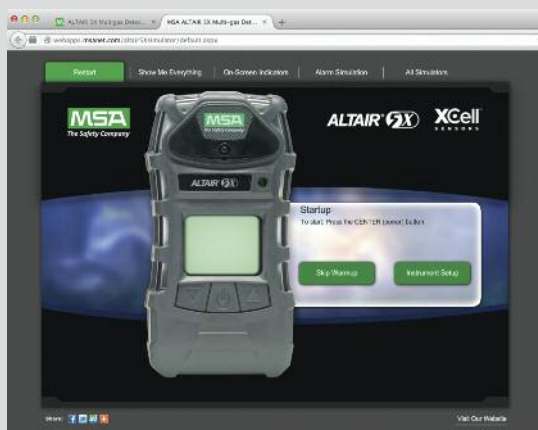 ALTAIR 5X Multigas Detec...
MSA ALTAIR 5X Multi-gas Det...
webapps.msanet.com/altair5xsimulator/default.aspx
Restart
Show Me Everything
On-Screen Indicators
Alarm Simulation
All Simulators
MSA
The Safety Company
MSA
ALTAIR 5X
XCell
SENSORS
ALTAIR 5X
Startup
To start: Press the CENTER (power) button.
Skip Warmup
Instrument Setup
Share:
Visit Our Website